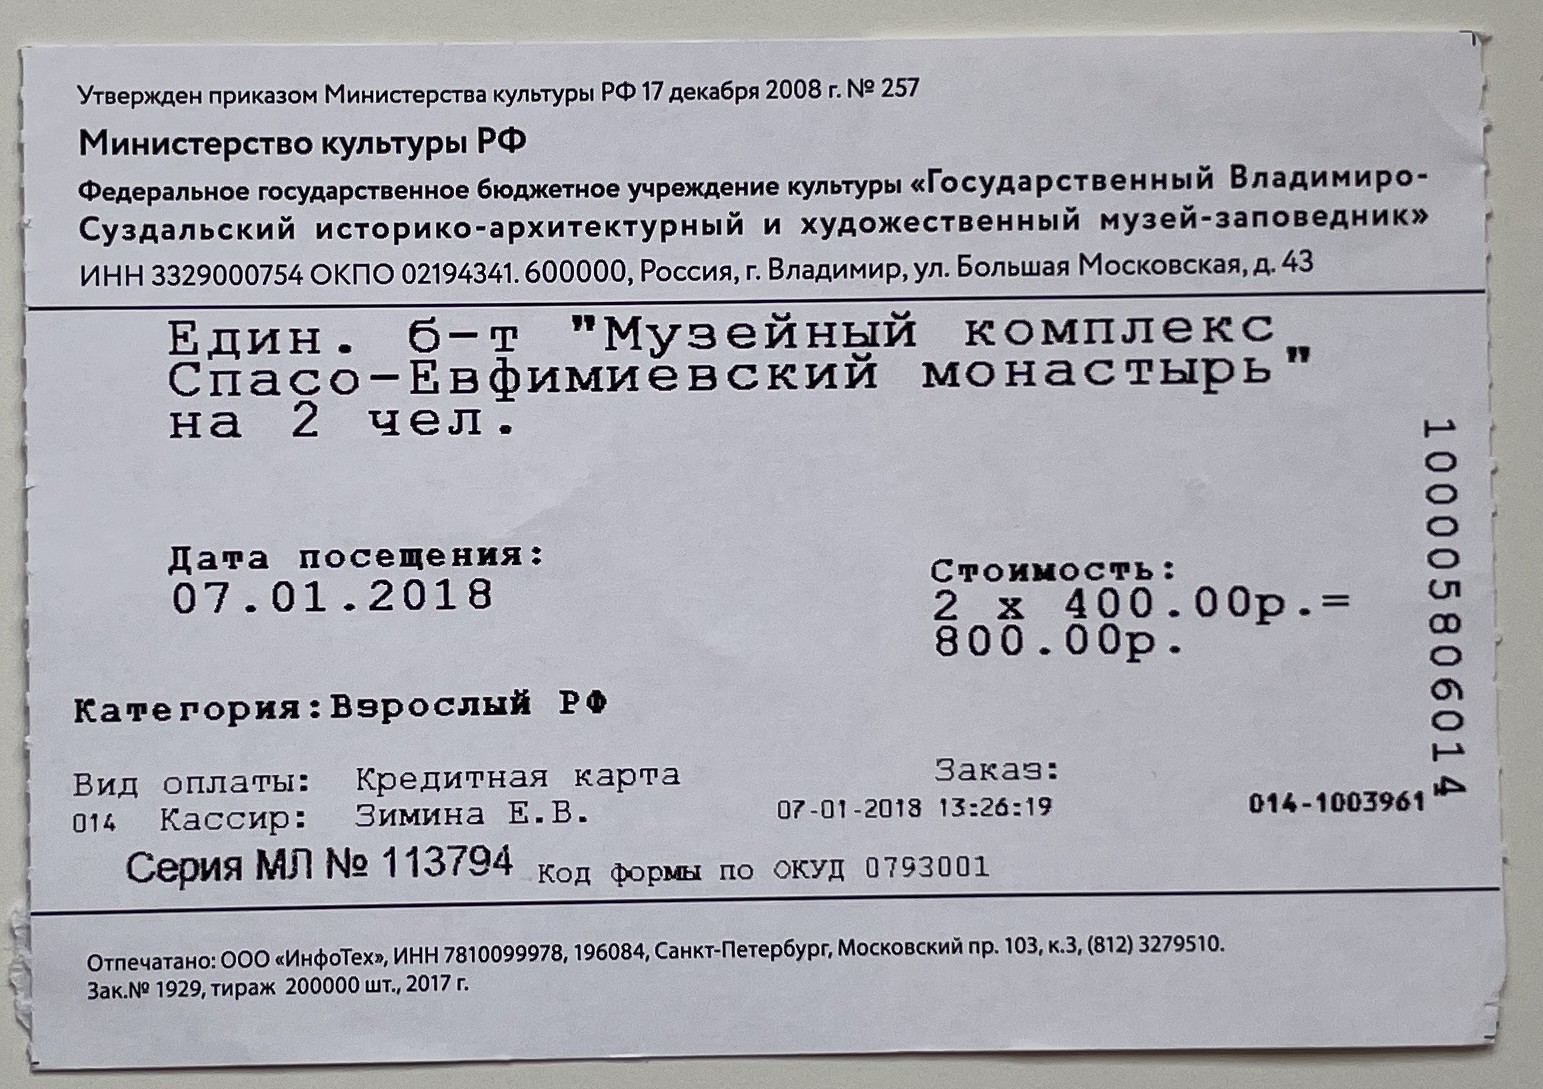 Утвержден приказом Министерства культуры РФ 17 декабря 2008 г. № 257
Министерство культуры РФ
Федеральное государственное бюджетное учреждение культуры «Государственный Владимиро-
Суздальский историко-архитектурный и художественный музей-заповедник»
ИНН 3329000754 ОКПО 02194341. 600000, Россия, г. Владимир, ул. Большая Московская, д. 43
Един. б-т "Музейный комплекс
Спасо-Евфимиевский монастырь"
на 2 чел.
Дата посещения:
07.01.2018
Стоимость:
2 х 400.00р.=
800.00р.
Категория:Взрослый РФ
Вид оплаты: Кредитная карта
Заказ:
014 Кассир: Зимина Е.В. 07-01-2018 13:26:19 014-1003961
Серия МЛ № 113794 Код формы по ОКУД 0793001
100005806014
Отпечатано: ООО «ИнфоТех», ИНН 7810099978, 196084, Санкт-Петербург, Московский пр. 103, к.3, (812) 3279510.
Зак.№ 1929, тираж 200000 шт., 2017 г.